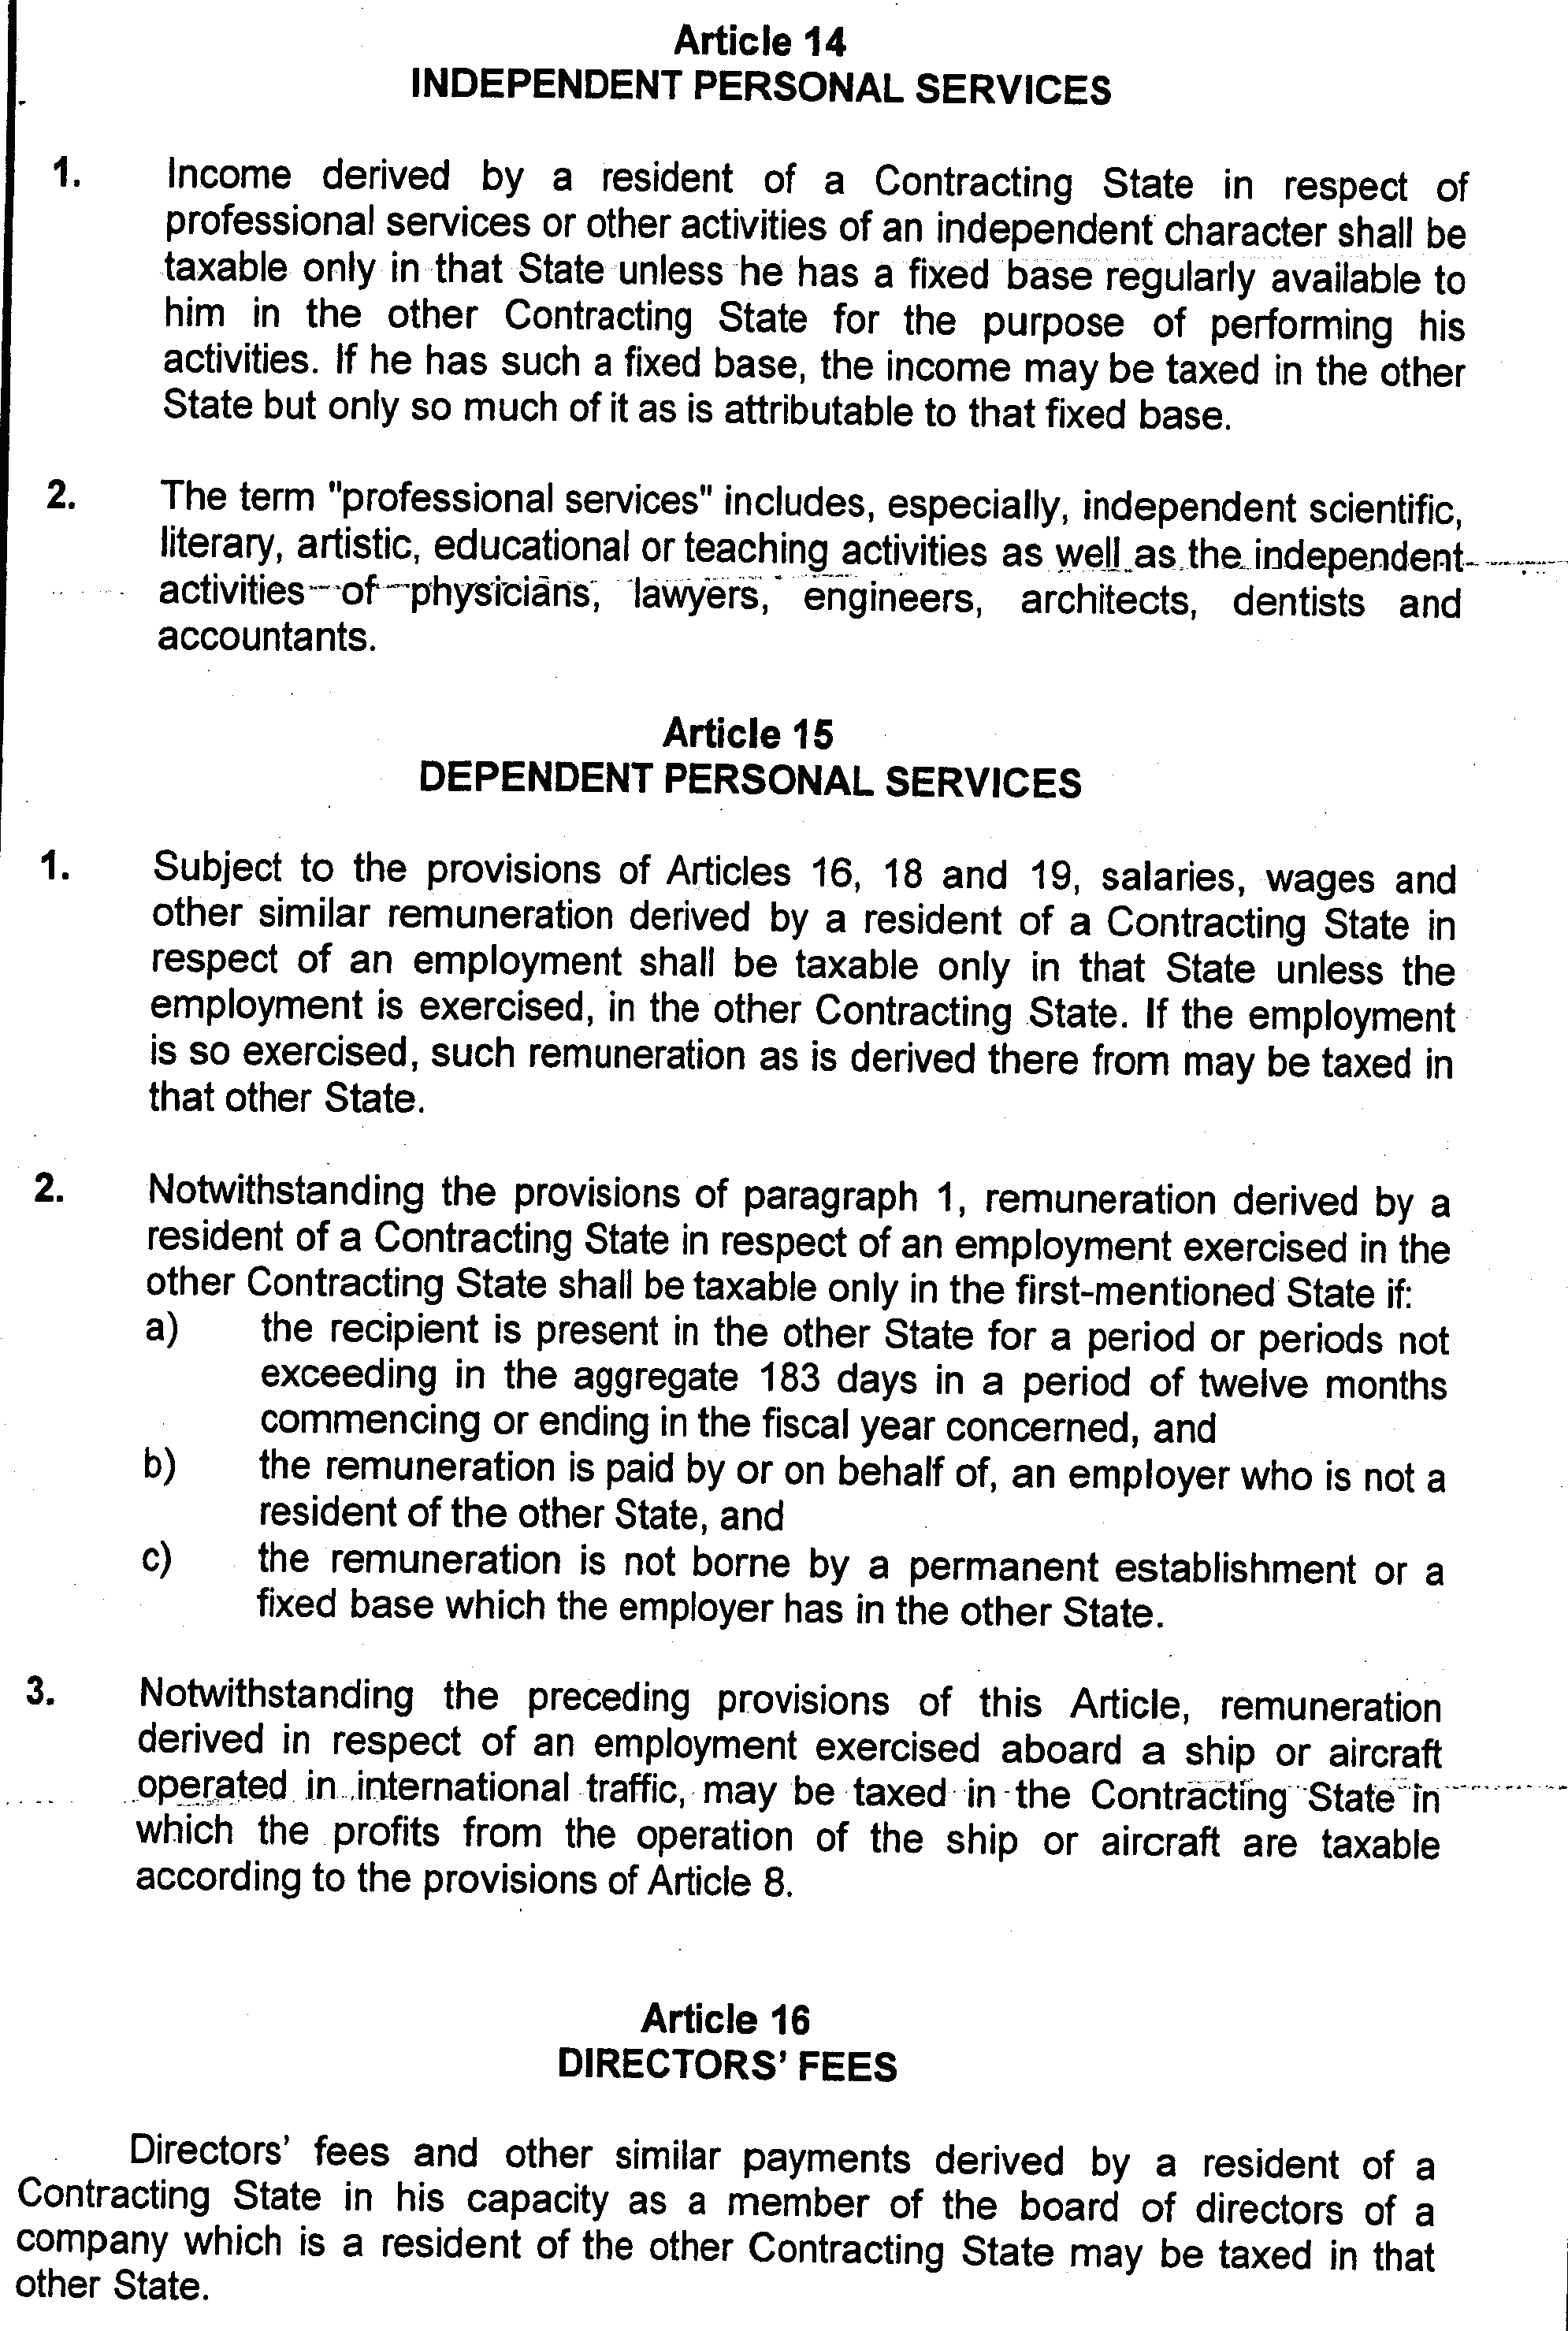 Article 14
INDEPENDENT PERSONAL SERVICES
1. Income derived by a resident of a Contracting State in respect of
professional services or other activities of an independent character shall be
taxable only in that State unless he has a fixed base regularly available to
him in the other Contracting State for the purpose of performing his
activities. If he has such a fixed base, the income may be taxed in the other
State but only so much of it as is attributable to that fixed base.
2. The term "professional services" includes, especially, independent scientific,
literary, artistic, educational or teaching activities as well as the independent
activities of physicians, lawyers, engineers, architects, dentists and
accountants.
Article 15
DEPENDENT PERSONAL SERVICES
1. Subject to the provisions of Articles 16, 18 and 19, salaries, wages and
other similar remuneration derived by a resident of a Contracting State in
respect of an employment shall be taxable only in that State unless the
employment is exercised, in the other Contracting State. If the employment
is so exercised, such remuneration as is derived there from may be taxed in
that other State.
2. Notwithstanding the provisions of paragraph 1, remuneration derived by a
resident of a Contracting State in respect of an employment exercised in the
other Contracting State shall be taxable only in the first-mentioned State if:
a) the recipient is present in the other State for a period or periods not
exceeding in the aggregate 183 days in a period of twelve months
commencing or ending in the fiscal year concerned, and
b) the remuneration is paid by or on behalf of, an employer who is not a
resident of the other State, and
c) the remuneration is not borne by a permanent establishment or a
fixed base which the employer has in the other State.
3. Notwithstanding the preceding provisions of this Article, remuneration
derived in respect of an employment exercised aboard a ship or aircraft
operated in international traffic, may be taxed in the Contracting State in
which the profits from the operation of the ship or aircraft are taxable
according to the provisions of Article 8.
Article 16
DIRECTORS' FEES
Directors' fees and other similar payments derived by a resident of a
Contracting State in his capacity as a member of the board of directors of a
company which is a resident of the other Contracting State may be taxed in that
other State.